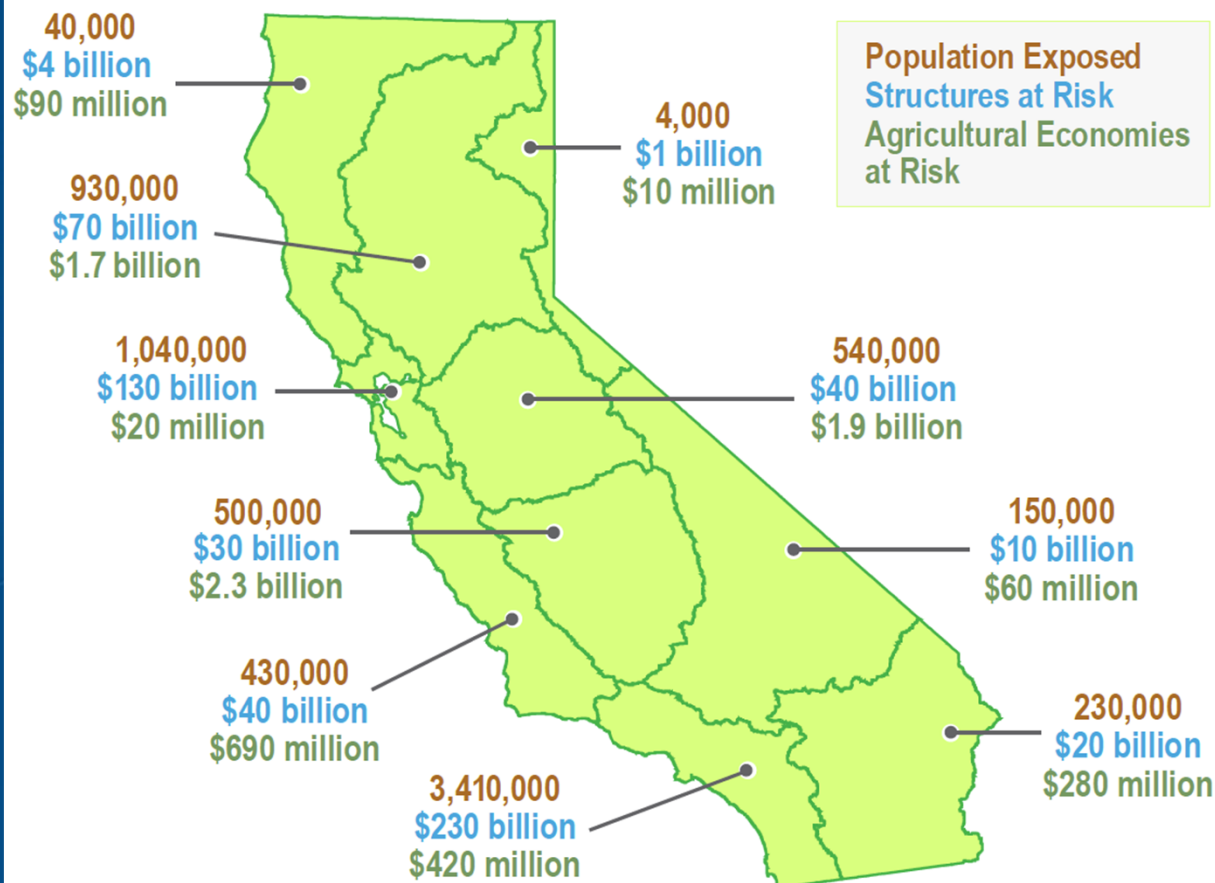 40,000
$4 billion
$90 million
Population Exposed
Structures at Risk
Agricultural Economies
at Risk
4,000
$1 billion
$10 million
930,000
$70 billion
$1.7 billion
1,040,000
$130 billion
$20 million
540,000
$40 billion
$1.9 billion
500,000
$30 billion
$2.3 billion
150,000
$10 billion
$60 million
430,000
$40 billion
$690 million
230,000
$20 billion
$280 million
3,410,000
$230 billion
$420 million